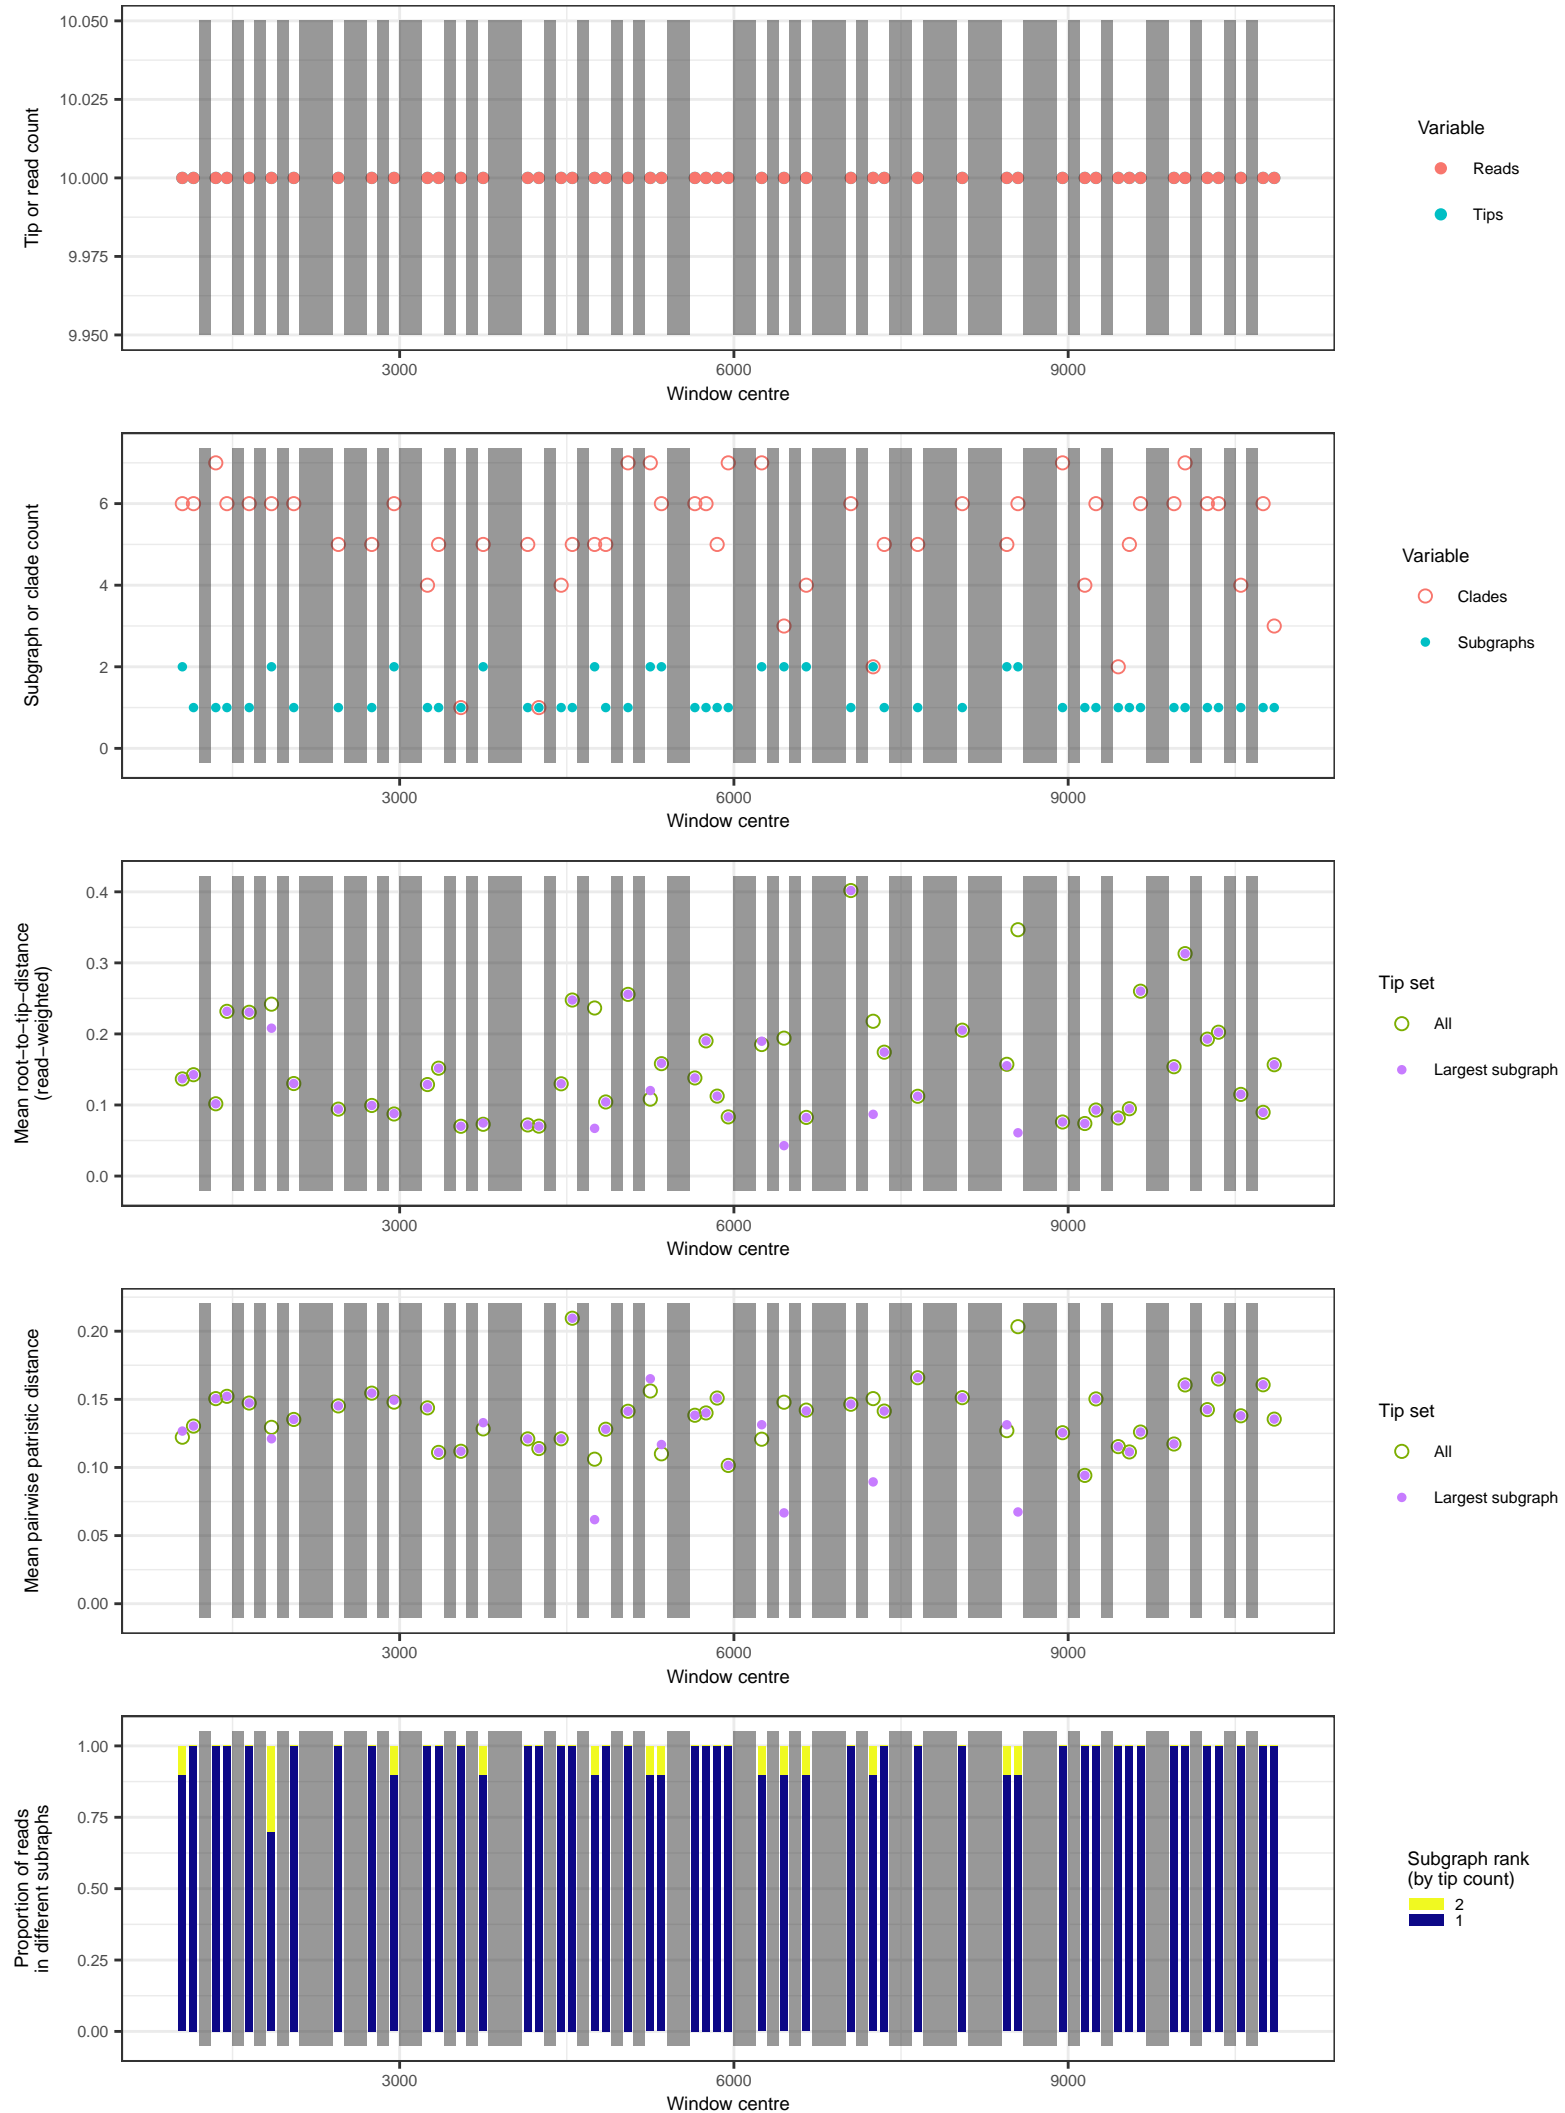 10.050
10.025
10.000
9.975
9.950
Tip or read count
3000
6000
9000
Window centre
Variable
Reads
Tips
6
4
2
0
Subgraph or clade count
3000
6000
9000
Window centre
Variable
Clades
Subgraphs
0.4
0.3
0.2
0.1
0.0
Mean root−to−tip−distance
(read−weighted)
3000
6000
9000
Window centre
Tip set
All
Largest subgraph
0.20
0.15
0.10
0.05
0.00
Mean pairwise patristic distance
3000
6000
9000
Window centre
Tip set
All
Largest subgraph
1.00
0.75
0.50
0.25
0.00
Proportion of reads
in different subraphs
3000
6000
9000
Window centre
Subgraph rank
(by tip count)
2
1